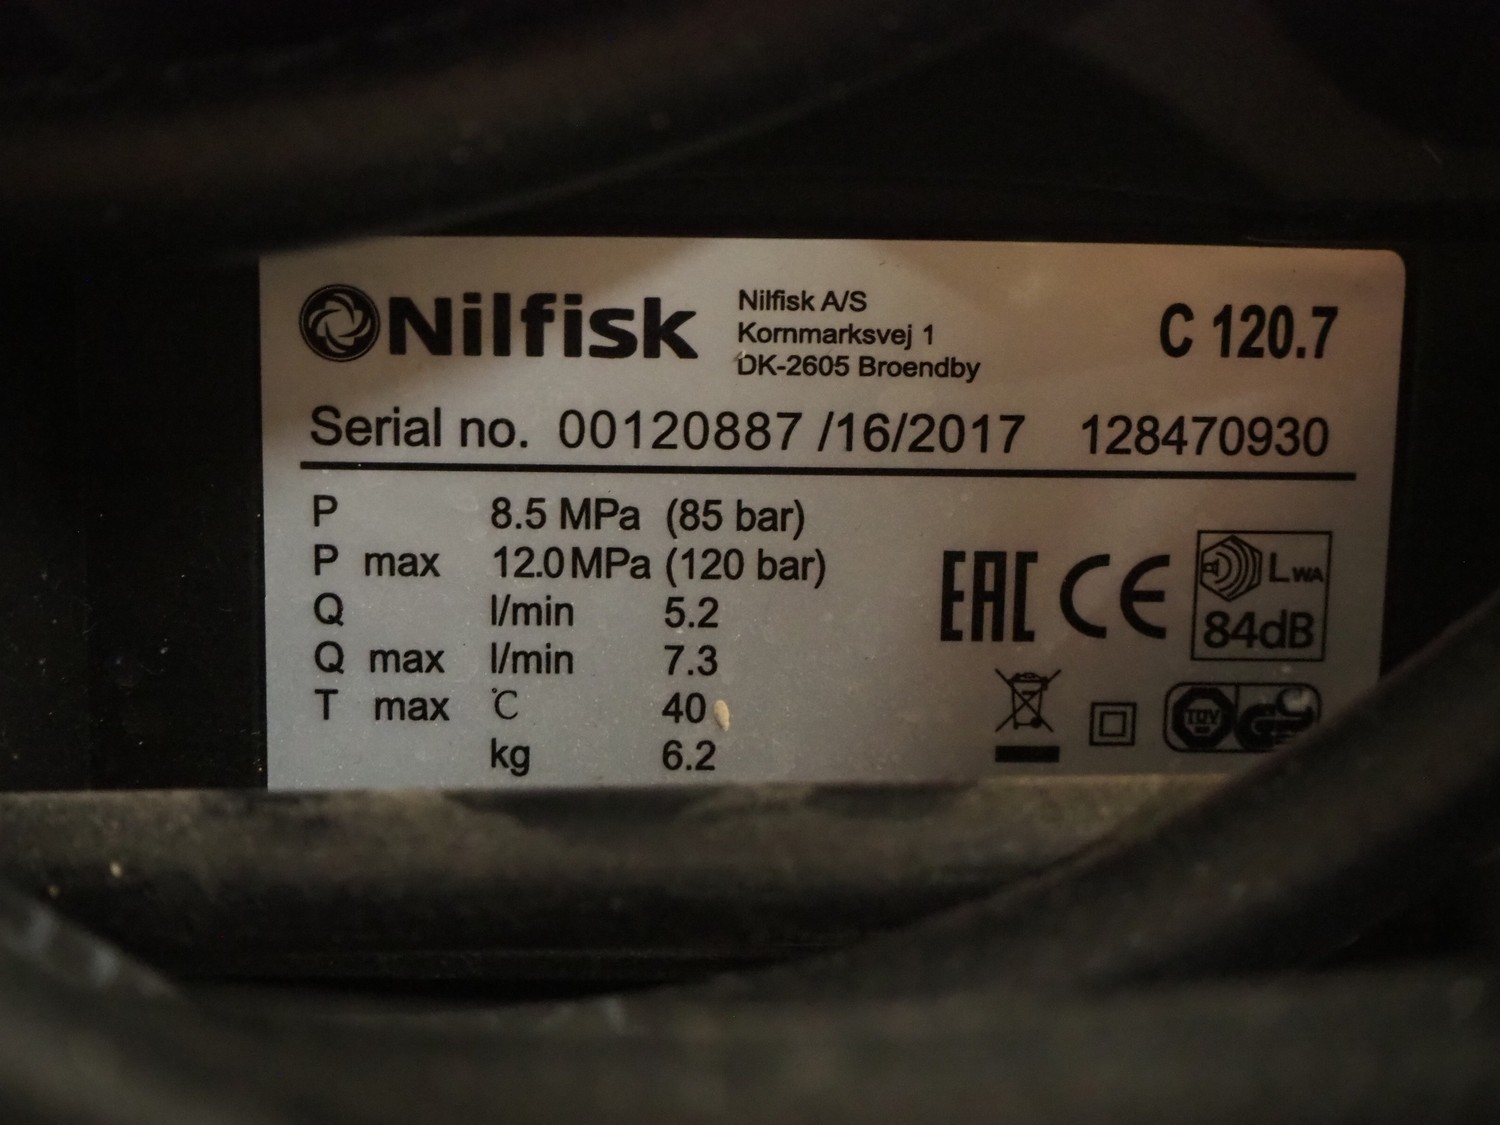 Nilfisk
Nilfisk A/S
Kornmarksvej 1
DK-2605 Broendby
C 120.7
Serial no. 00120887 /16/2017 128470930
P 8.5 MPa (85 bar)
P max 12.0 MPa (120 bar)
Q l/min 5.2
Q max l/min 7.3
T max °C 40
kg 6.2
EAC CE
LWA
84dB
TÜV GS